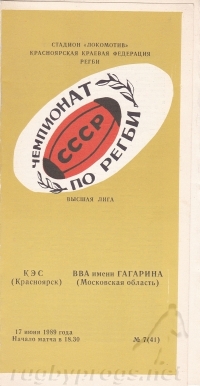 СТАДИОН «ЛОКОМОТИВ»
КРАСНОЯРСКАЯ КРАЕВАЯ ФЕДЕРАЦИЯ
РЕГБИ
ЧЕМПИОНАТ
СССР
ПО РЕГБИ
ВЫСШАЯ ЛИГА
КЭС
(Красноярск)
ВВА имени ГАГАРИНА
(Московская область)
17 июня 1989 года
Начало матча в 18.30
№ 7(41)
rugbyprogs.net